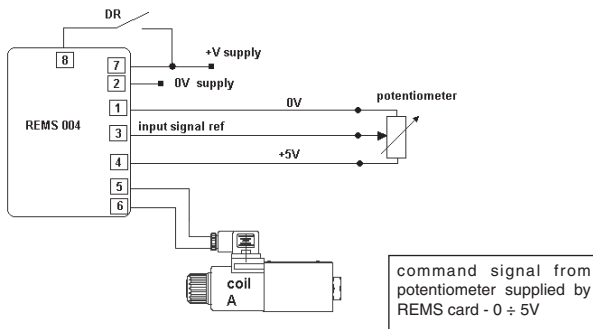 DR
8
7
+V supply
2
0V supply
1
0V
potentiometer
REMS 004
3
input signal ref
4
+5V
5
6
coil
A
command signal from
potentiometer supplied by
REMS card - 0 ÷ 5V